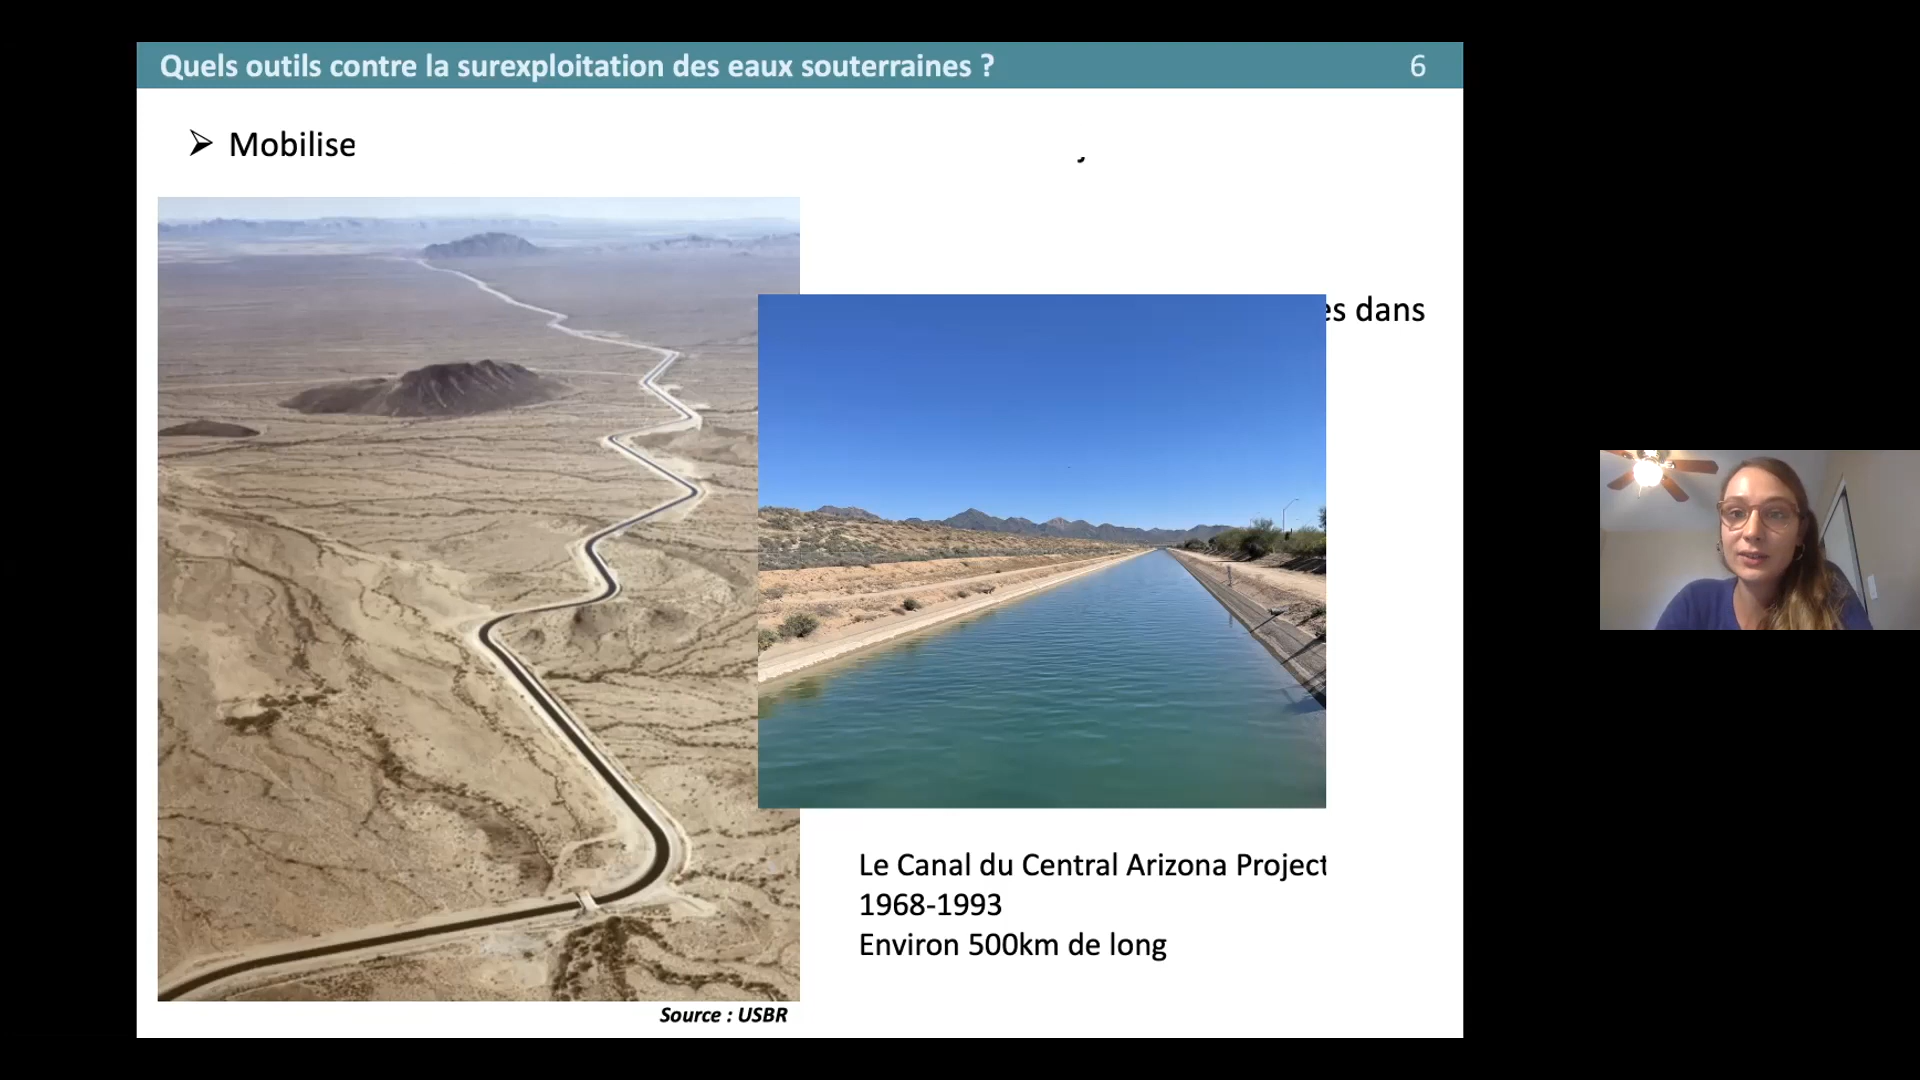 Quels outils contre la surexploitation des eaux souterraines ?
6
Mobilise
dans
Le Canal du Central Arizona Project
1968-1993
Environ 500km de long
Source : USBR